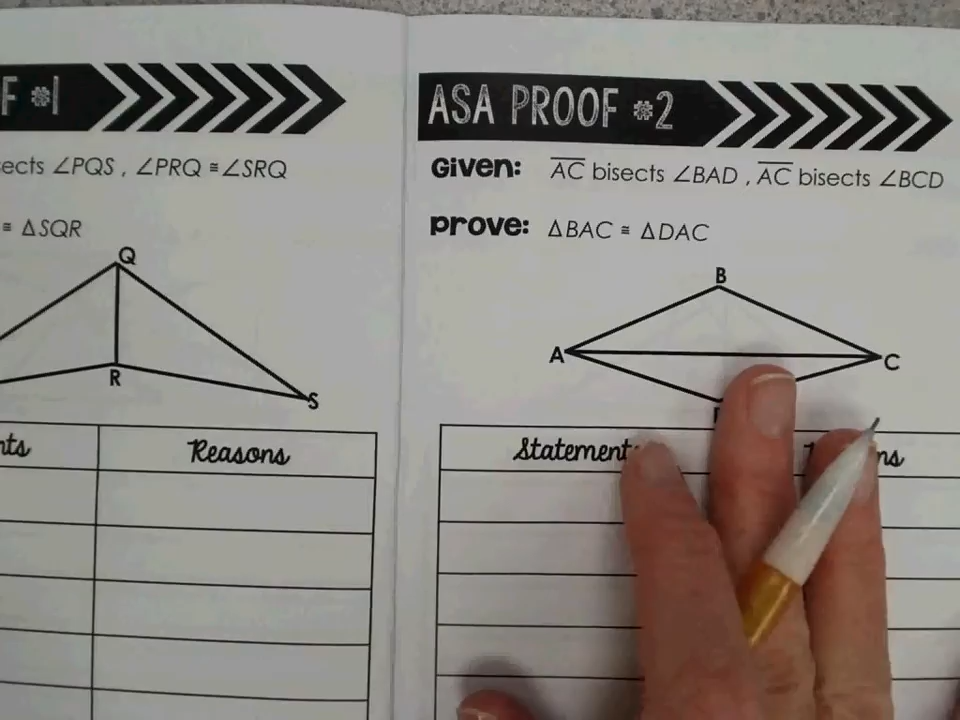 F #1
ects ∠PQS , ∠PRQ ≅ ∠SRQ
≅ ΔSQR
Q
R
S
nts Reasons
ASA PROOF #2
Given: AC bisects ∠BAD , AC bisects ∠BCD
Prove: ΔBAC ≅ ΔDAC
B
A
C
Statement